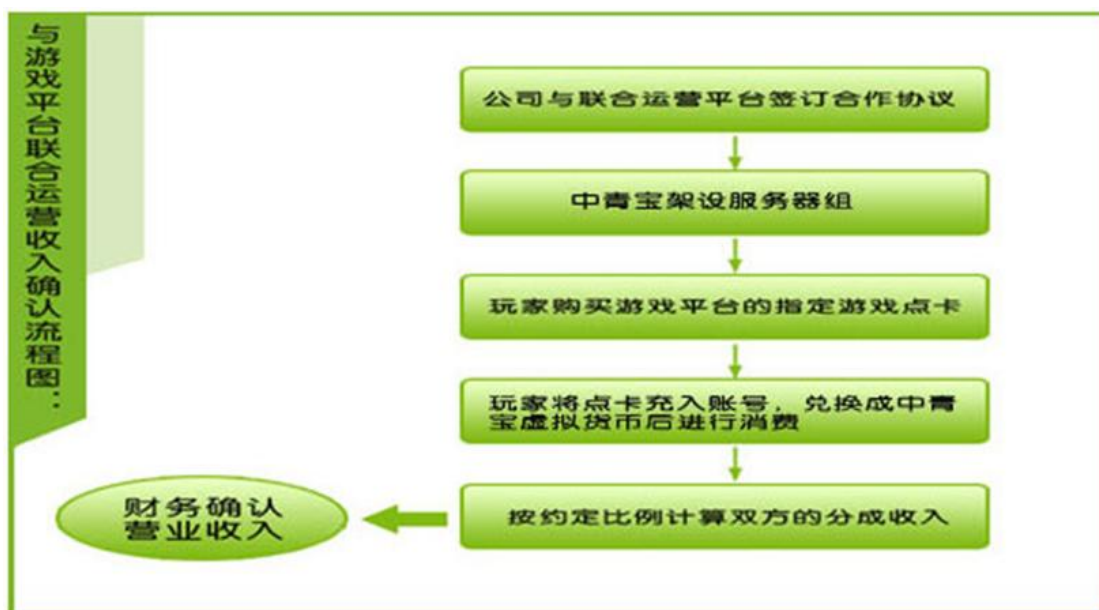 与游戏平台联合运营收入确认流程图：
公司与联合运营平台签订合作协议
中青宝架设服务器组
玩家购买游戏平台的指定游戏点卡
玩家将点卡充入账号，兑换成中青
宝虚拟货币后进行消费
按约定比例计算双方的分成收入
财务确认
营业收入